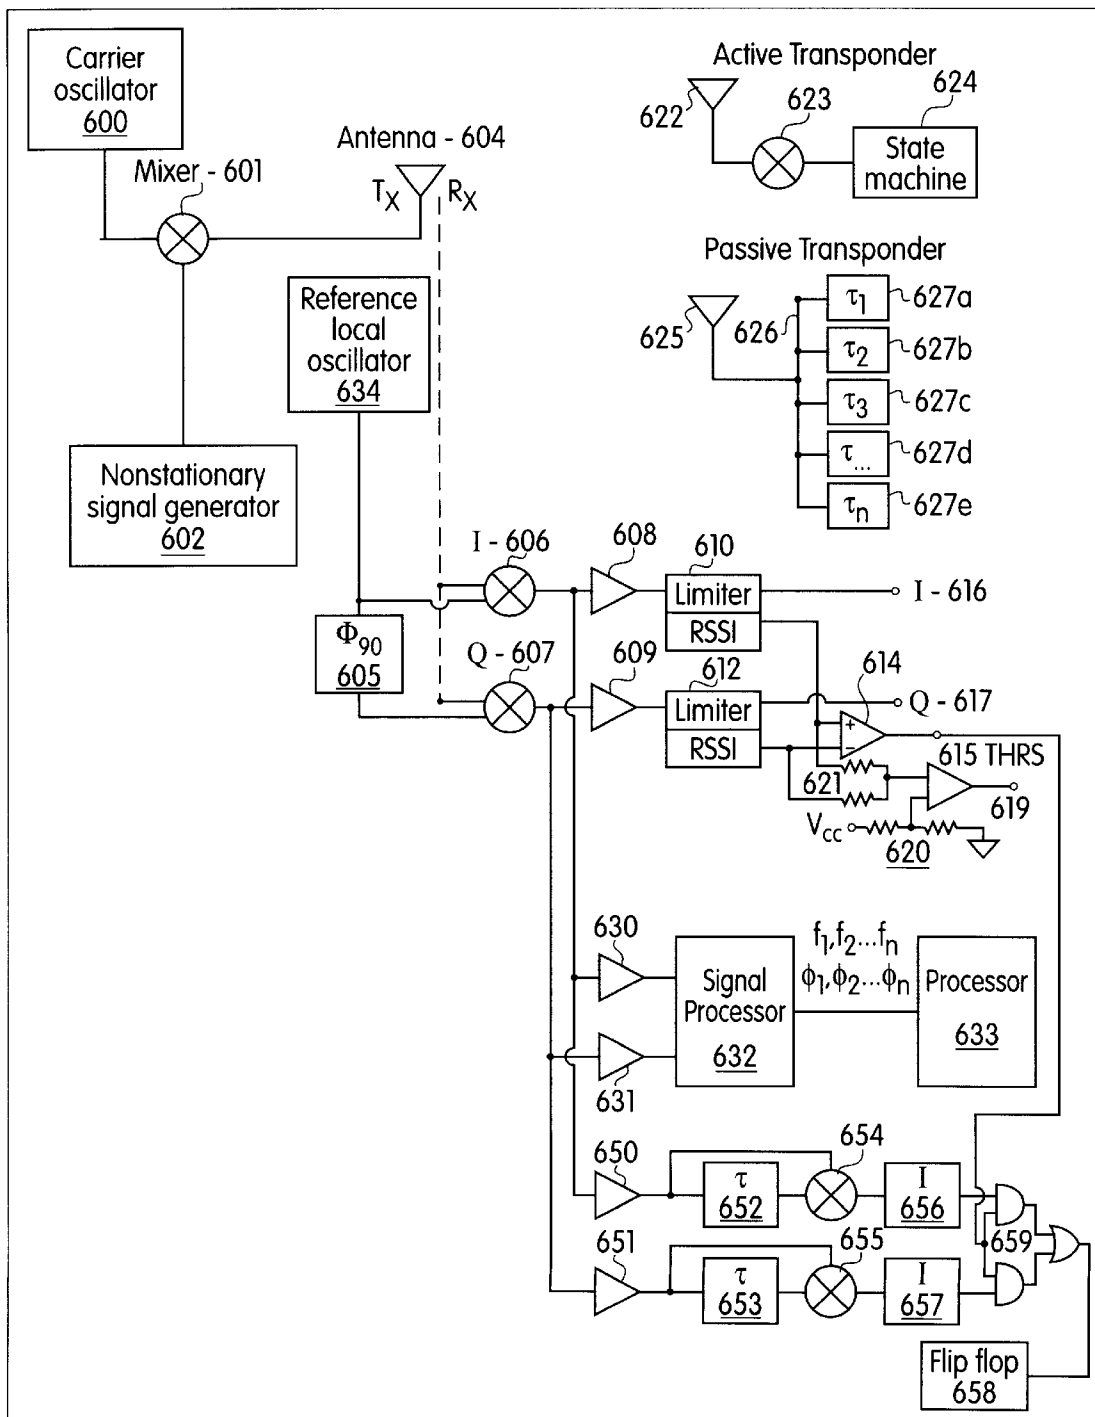 Carrier
oscillator
600
Mixer - 601
Antenna - 604
TX
RX
Active Transponder
622
623
624
State
machine
Passive Transponder
625
626
τ1
627a
τ2
627b
τ3
627c
τ...
627d
τn
627e
Reference
local
oscillator
634
Nonstationary
signal generator
602
Φ90
605
I - 606
608
610
Limiter
RSSI
I - 616
Q - 607
609
612
Limiter
RSSI
614
Q - 617
+
−
615 THRS
621
619
VCC
620
630
631
Signal
Processor
632
f1,f2...fn
ϕ1,ϕ2...ϕn
Processor
633
650
τ
652
654
I
656
651
τ
653
655
I
657
659
Flip flop
658